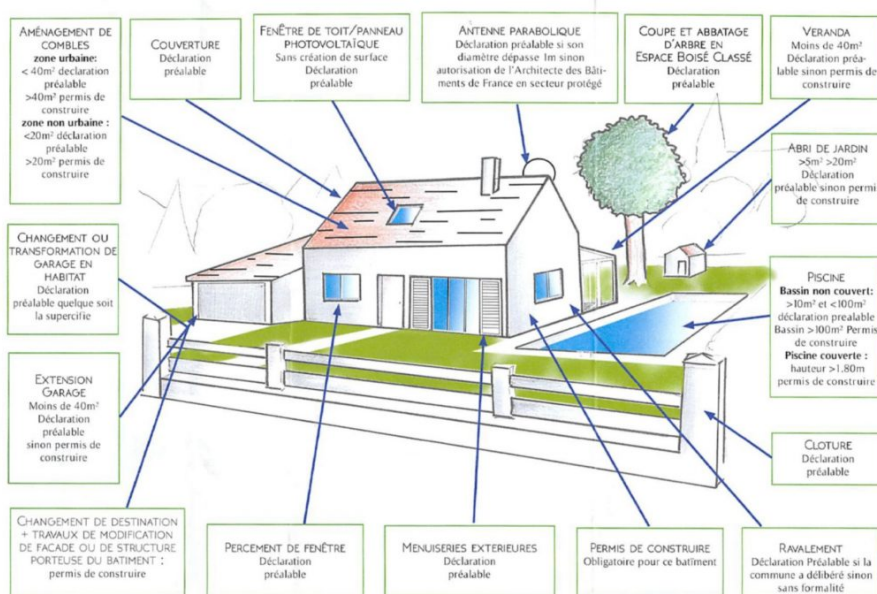 AMÉNAGEMENT DE
COMBLES
zone urbaine:
< 40m² declaration
préalable
>40m² permis de
construire
zone non urbaine :
<20m² déclaration
préalable
>20m² permis de
construire
COUVERTURE
Déclaration
préalable
FENÊTRE DE TOIT/PANNEAU
PHOTOVOLTAÏQUE
Sans création de surface
Déclaration
préalable
ANTENNE PARABOLIQUE
Déclaration préalable si son
diamètre dépasse 1m sinon
autorisation de l'Architecte des Bâti-
ments de France en secteur protégé
COUPE ET ABBATAGE
D'ARBRE EN
ESPACE BOISÉ CLASSÉ
Déclaration
préalable
VERANDA
Moins de 40m²
Déclaration préa-
lable sinon permis de
construire
ABRI DE JARDIN
>5m² >20m²
Déclaration
préalable sinon permi
de construire
CHANGEMENT OU
TRANSFORMATION DE
GARAGE EN
HABITAT
Déclaration
préalable quelque soit
la supercifie
PISCINE
Bassin non couvert:
>10m² et <100m²
déclaration prealable
Bassin >100m² Permis
de construire
Piscine couverte :
hauteur >1.80m
permis de construire
EXTENSION
GARAGE
Moins de 40m²
Déclaration
préalable
sinon permis de
construire
CLOTURE
Déclaration
préalable
CHANGEMENT DE DESTINATION
+ TRAVAUX DE MODIFICATION
DE FACADE OU DE STRUCTURE
PORTEUSE DU BATIMENT :
permis de construire
PERCEMENT DE FENÊTRE
Déclaration
préalable
MENUISERIES EXTERIEURES
Déclaration
préalable
PERMIS DE CONSTRUIRE
Obligatoire pour ce batîment
RAVALEMENT
Déclaration Préalable si la
commune a délibéré sinon
sans formalité